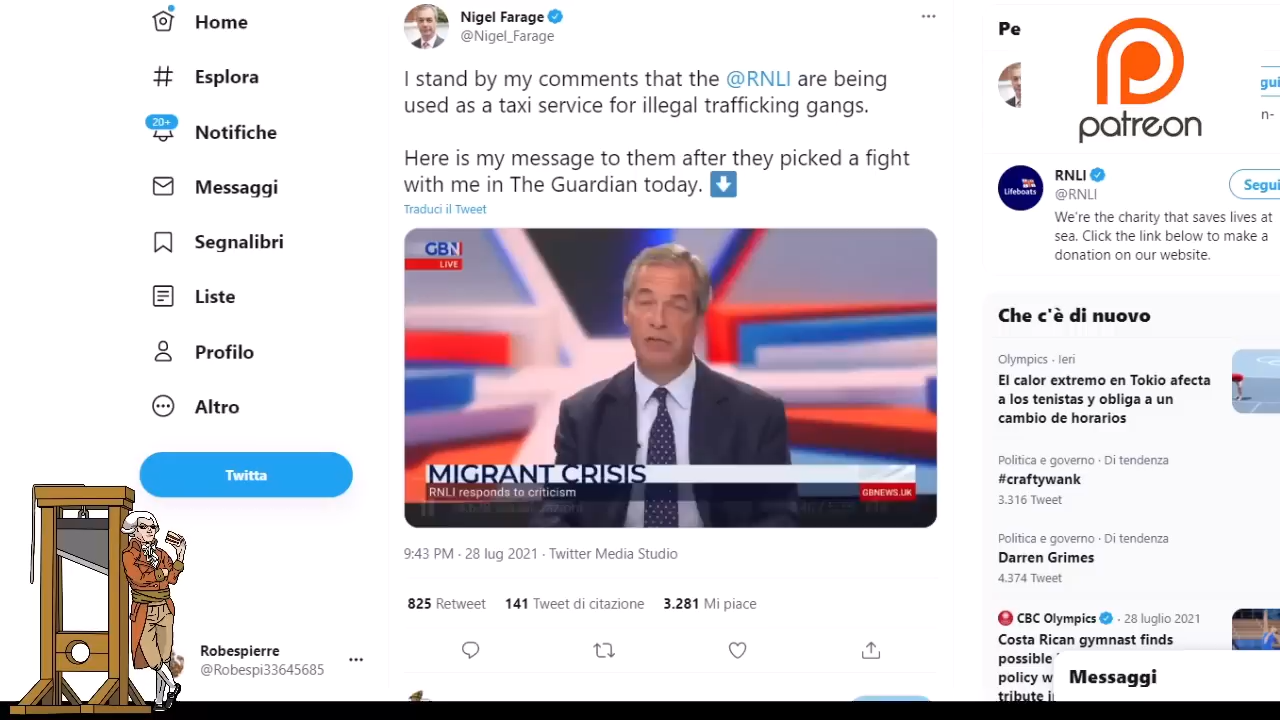 Home
Esplora
20+
Notifiche
Messaggi
Segnalibri
Liste
Profilo
Altro
Twitta
Robespierre
@Robespi33645685
Nigel Farage
@Nigel_Farage
I stand by my comments that the @RNLI are being
used as a taxi service for illegal trafficking gangs.
Here is my message to them after they picked a fight
with me in The Guardian today.
Traduci il Tweet
GBN
LIVE
MIGRANT CRISIS
RNLI responds to criticism
GBNEWS.UK
9:43 PM · 28 lug 2021 · Twitter Media Studio
825 Retweet 141 Tweet di citazione 3.281 Mi piace
Pe
patreon
gui
n-
RNLI
@RNLI
Segui
Lifeboats
We're the charity that saves lives at
sea. Click the link below to make a
donation on our website.
Che c'è di nuovo
Olympics · Ieri
El calor extremo en Tokio afecta
a los tenistas y obliga a un
cambio de horarios
Politica e governo · Di tendenza
#craftywank
3.316 Tweet
Politica e governo · Di tendenza
Darren Grimes
4.374 Tweet
CBC Olympics · 28 luglio 2021
Costa Rican gymnast finds
possible
policy w
tribute i
Messaggi